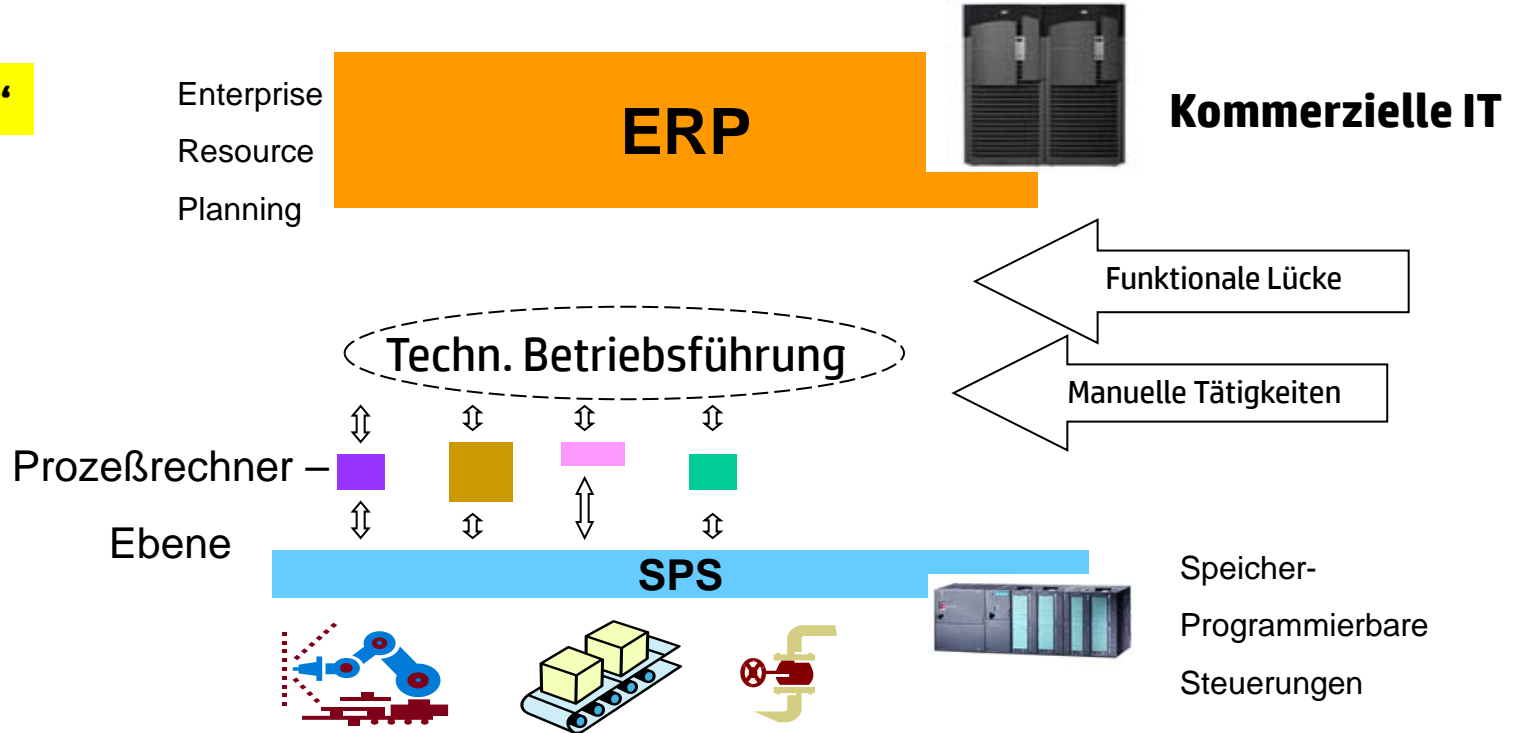 “
Enterprise
Resource
Planning
ERP
Kommerzielle IT
Funktionale Lücke
Techn. Betriebsführung
Manuelle Tätigkeiten
Prozeßrechner –
Ebene
SPS
Speicher-
Programmierbare
Steuerungen